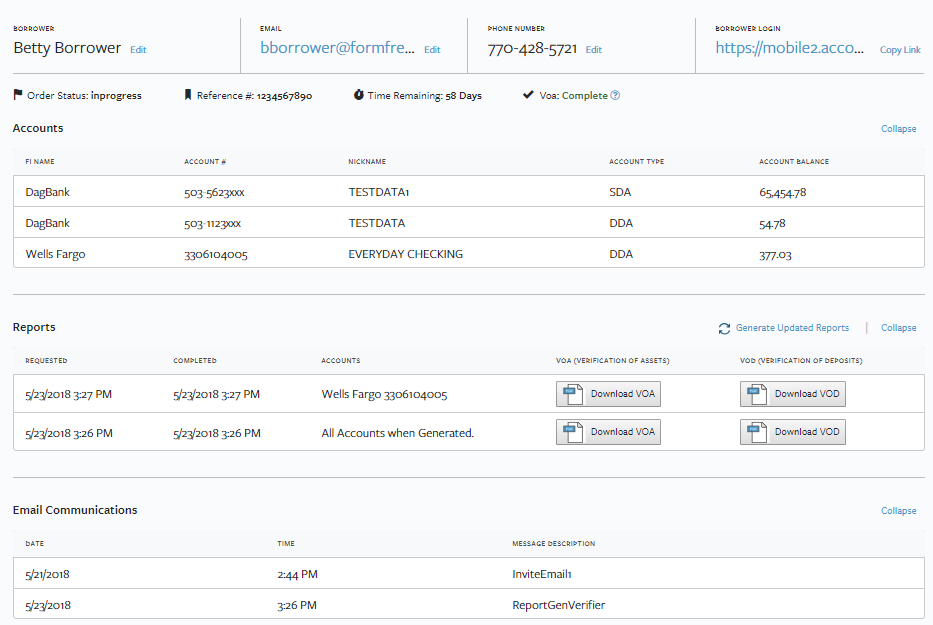 BORROWER EMAIL PHONE NUMBER BORROWER LOGIN
Betty Borrower Edit bborrower@formfre... Edit 770-428-5721 Edit https://mobile2.acco... Copy Link
Order Status: inprogress Reference #: 1234567890 Time Remaining: 58 Days Voa: Complete ?
Accounts Collapse
FI NAME ACCOUNT # NICKNAME ACCOUNT TYPE ACCOUNT BALANCE
DagBank 503-5623xxx TESTDATA1 SDA 65,454.78
DagBank 503-1123xxx TESTDATA DDA 54.78
Wells Fargo 3306104005 EVERYDAY CHECKING DDA 377.03
Reports Generate Updated Reports | Collapse
REQUESTED COMPLETED ACCOUNTS VOA (VERIFICATION OF ASSETS) VOD (VERIFICATION OF DEPOSITS)
5/23/2018 3:27 PM 5/23/2018 3:27 PM Wells Fargo 3306104005 Download VOA Download VOD
5/23/2018 3:26 PM 5/23/2018 3:26 PM All Accounts when Generated. Download VOA Download VOD
Email Communications Collapse
DATE TIME MESSAGE DESCRIPTION
5/21/2018 2:44 PM InviteEmail1
5/23/2018 3:26 PM ReportGenVerifier